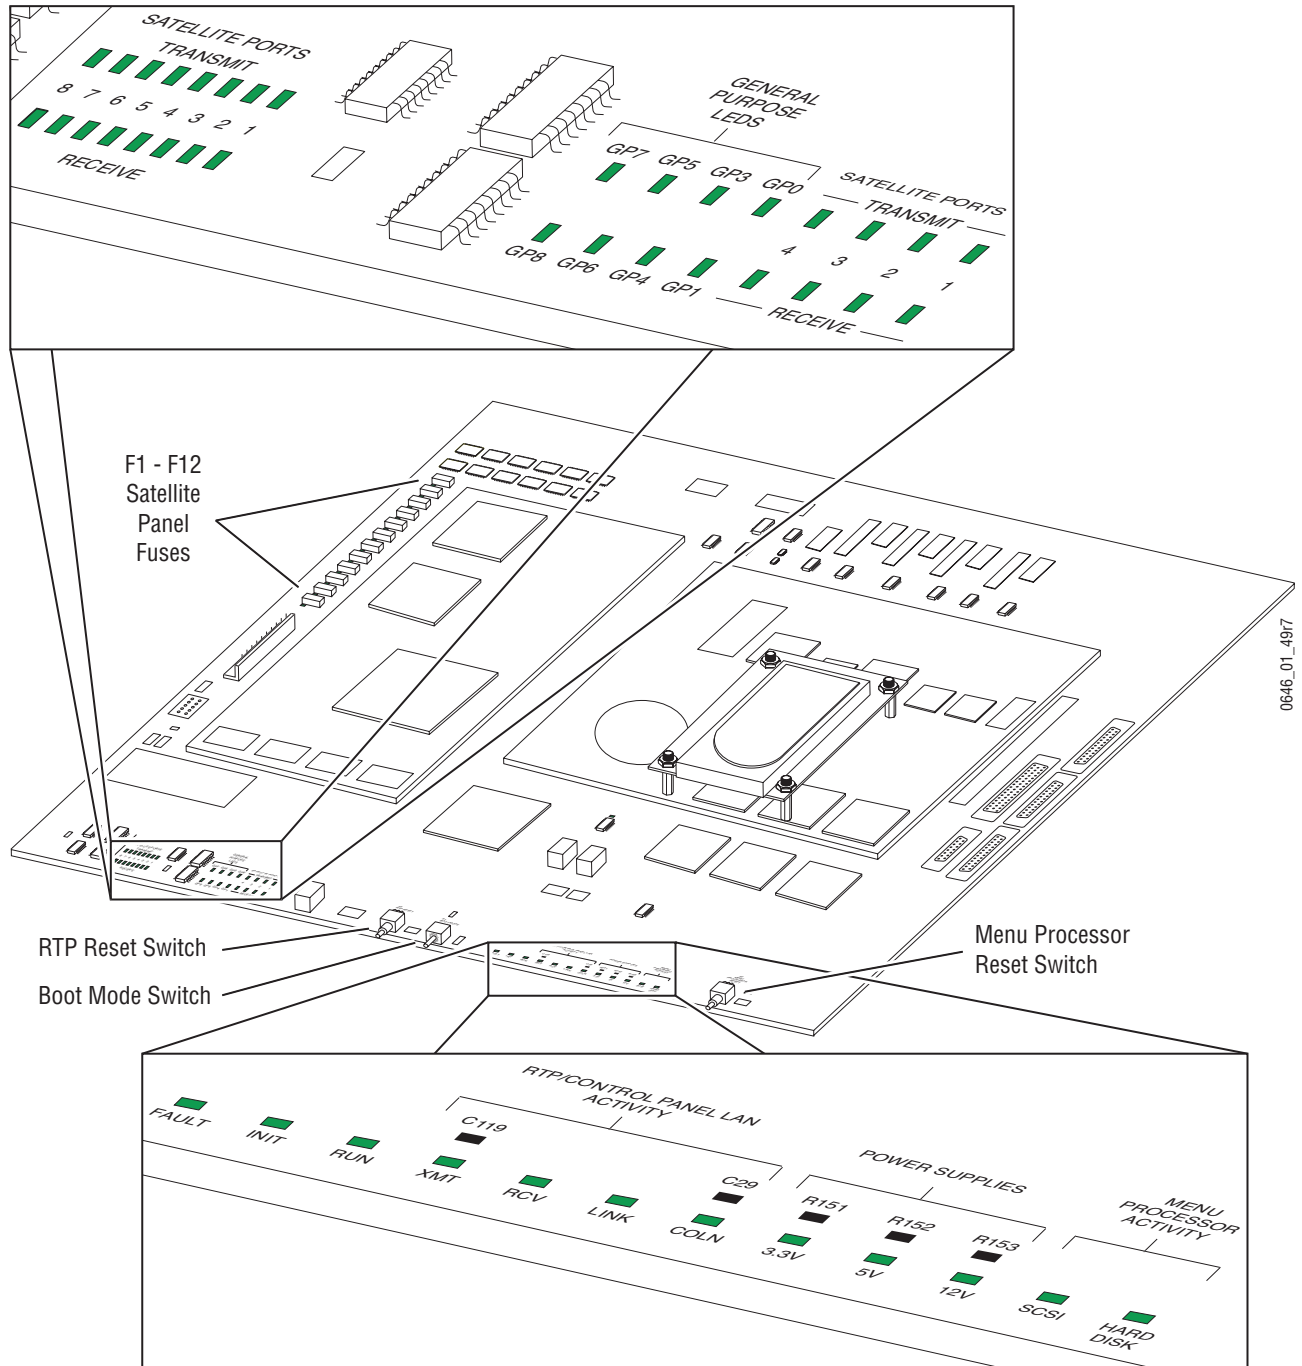 SATELLITE PORTS
TRANSMIT
8 7 6 5 4 3 2 1
RECEIVE
GENERAL
PURPOSE
LEDS
GP7 GP5 GP3 GP0
SATELLITE PORTS
TRANSMIT
4 3 2 1
GP8 GP6 GP4 GP1
RECEIVE
F1 - F12
Satellite
Panel
Fuses
0646_01_49r7
RTP Reset Switch
Boot Mode Switch
Menu Processor
Reset Switch
RTP/CONTROL PANEL LAN
ACTIVITY
C119
C29
FAULT INIT RUN XMT RCV LINK COLN
POWER SUPPLIES
R151 R152 R153
3.3V 5V 12V
MENU
PROCESSOR
ACTIVITY
SCSI
HARD
DISK